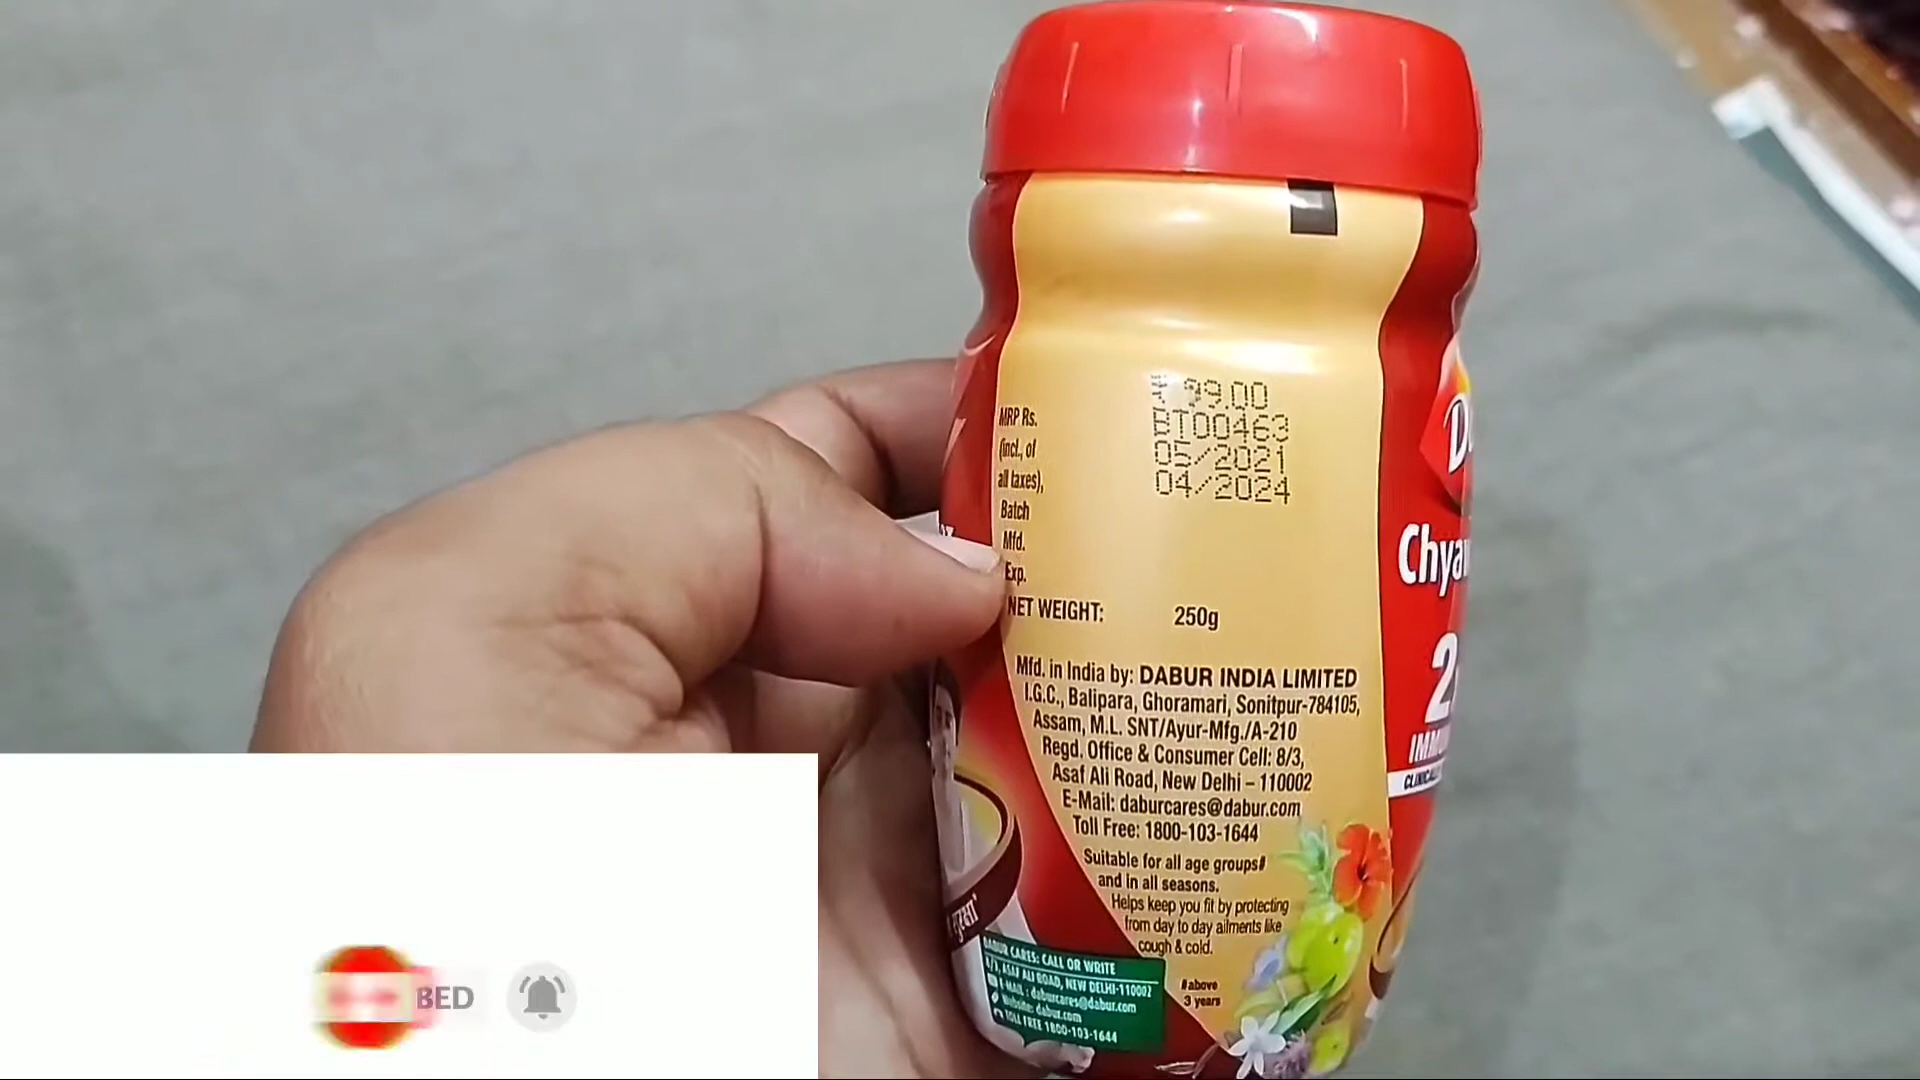 ₹ 99.00
BT00463
05/2021
04/2024
MRP Rs.
(incl., of
all taxes),
Batch
Mfd.
Exp.
NET WEIGHT: 250g
Mfd. in India by: DABUR INDIA LIMITED
I.G.C., Balipara, Ghoramari, Sonitpur-784105,
Assam, M.L. SNT/Ayur-Mfg./A-210
Regd. Office & Consumer Cell: 8/3,
Asaf Ali Road, New Delhi – 110002
E-Mail: daburcares@dabur.com
Toll Free: 1800-103-1644
Suitable for all age groups#
and in all seasons.
Helps keep you fit by protecting
from day to day ailments like
cough & cold.
#above
3 years
DABUR CARES: CALL OR WRITE
8/3, ASAF ALI ROAD, NEW DELHI-110002
E-MAIL : daburcares@dabur.com
Website: dabur.com
TOLL FREE 1800-103-1644
BED